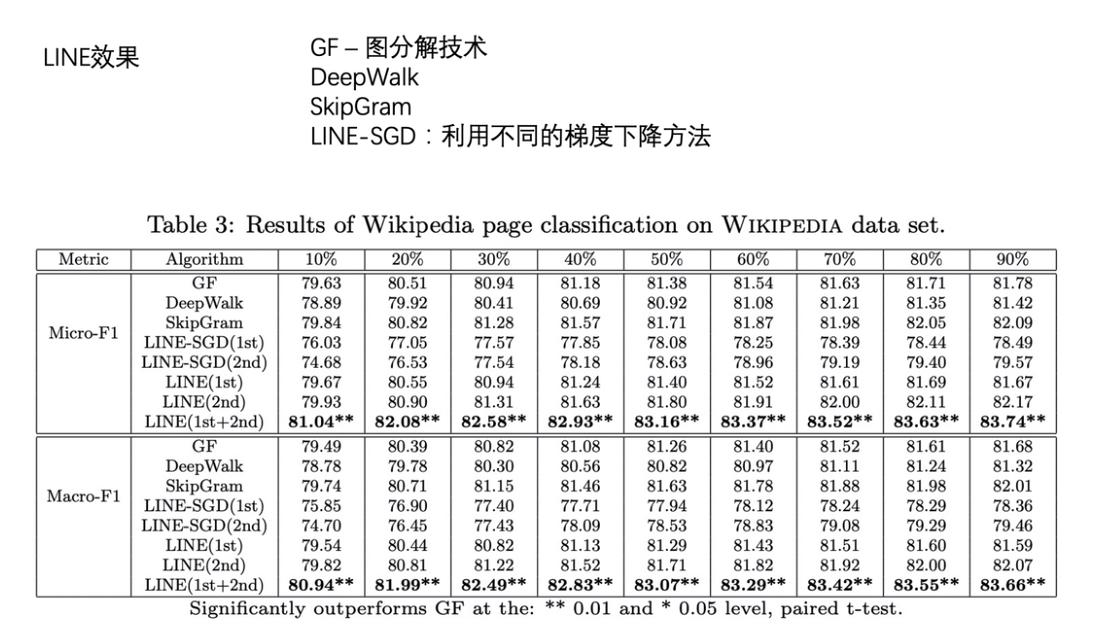 LINE效果
GF – 图分解技术
DeepWalk
SkipGram
LINE-SGD：利用不同的梯度下降方法
Table 3: Results of Wikipedia page classification on WIKIPEDIA data set.
Metric Algorithm 10% 20% 30% 40% 50% 60% 70% 80% 90%
GF 79.63 80.51 80.94 81.18 81.38 81.54 81.63 81.71 81.78
DeepWalk 78.89 79.92 80.41 80.69 80.92 81.08 81.21 81.35 81.42
SkipGram 79.84 80.82 81.28 81.57 81.71 81.87 81.98 82.05 82.09
Micro-F1 LINE-SGD(1st) 76.03 77.05 77.57 77.85 78.08 78.25 78.39 78.44 78.49
LINE-SGD(2nd) 74.68 76.53 77.54 78.18 78.63 78.96 79.19 79.40 79.57
LINE(1st) 79.67 80.55 80.94 81.24 81.40 81.52 81.61 81.69 81.67
LINE(2nd) 79.93 80.90 81.31 81.63 81.80 81.91 82.00 82.11 82.17
LINE(1st+2nd) 81.04** 82.08** 82.58** 82.93** 83.16** 83.37** 83.52** 83.63** 83.74**
GF 79.49 80.39 80.82 81.08 81.26 81.40 81.52 81.61 81.68
DeepWalk 78.78 79.78 80.30 80.56 80.82 80.97 81.11 81.24 81.32
SkipGram 79.74 80.71 81.15 81.46 81.63 81.78 81.88 81.98 82.01
Macro-F1 LINE-SGD(1st) 75.85 76.90 77.40 77.71 77.94 78.12 78.24 78.29 78.36
LINE-SGD(2nd) 74.70 76.45 77.43 78.09 78.53 78.83 79.08 79.29 79.46
LINE(1st) 79.54 80.44 80.82 81.13 81.29 81.43 81.51 81.60 81.59
LINE(2nd) 79.82 80.81 81.22 81.52 81.71 81.82 81.92 82.00 82.07
LINE(1st+2nd) 80.94** 81.99** 82.49** 82.83** 83.07** 83.29** 83.42** 83.55** 83.66**
Significantly outperforms GF at the: ** 0.01 and * 0.05 level, paired t-test.